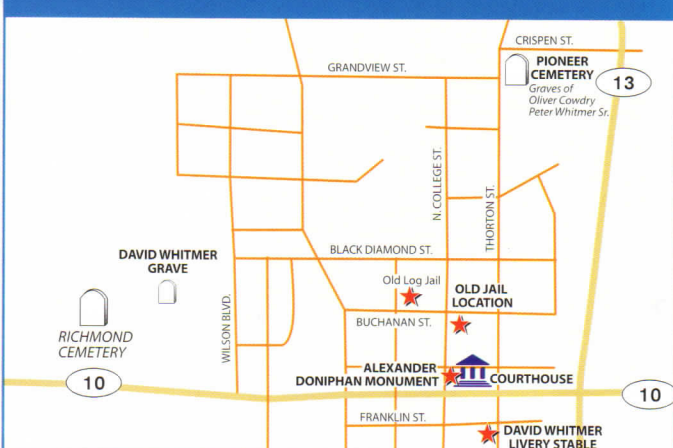 CRISPEN ST.
GRANDVIEW ST.
PIONEER
CEMETERY
Graves of
Oliver Cowdry
Peter Whitmer Sr.
13
N. COLLEGE ST.
THORTON ST.
BLACK DIAMOND ST.
DAVID WHITMER
GRAVE
Old Log Jail
OLD JAIL
LOCATION
WILSON BLVD.
BUCHANAN ST.
RICHMOND
CEMETERY
ALEXANDER
DONIPHAN MONUMENT
COURTHOUSE
10
10
FRANKLIN ST.
DAVID WHITMER
LIVERY STABLE